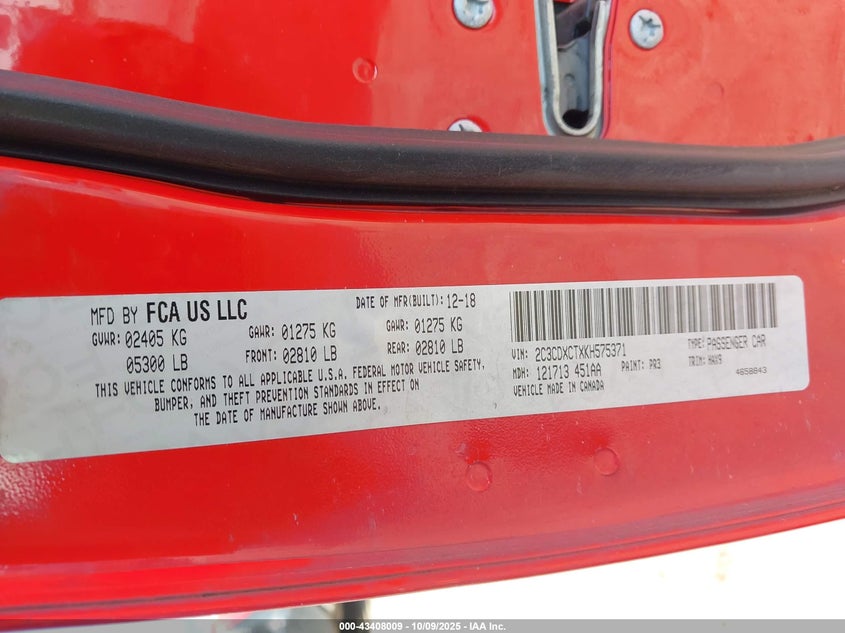 MFD BY FCA US LLC
DATE OF MFR(BUILT): 12-18
GVWR: 02405 KG
GAWR: 01275 KG
GAWR: 01275 KG
05300 LB
FRONT: 02810 LB
REAR: 02810 LB
THIS VEHICLE CONFORMS TO ALL APPLICABLE U.S.A. FEDERAL MOTOR VEHICLE SAFETY,
BUMPER, AND THEFT PREVENTION STANDARDS IN EFFECT ON
THE DATE OF MANUFACTURE SHOWN ABOVE.
VIN: 2C3CDXCTXKH575371
TYPE: PASSENGER CAR
MDH: 121713 451AA
PAINT: PR3
TRIM: HAX9
VEHICLE MADE IN CANADA
4658843
000-43408009 - 10/09/2025 - IAA Inc.